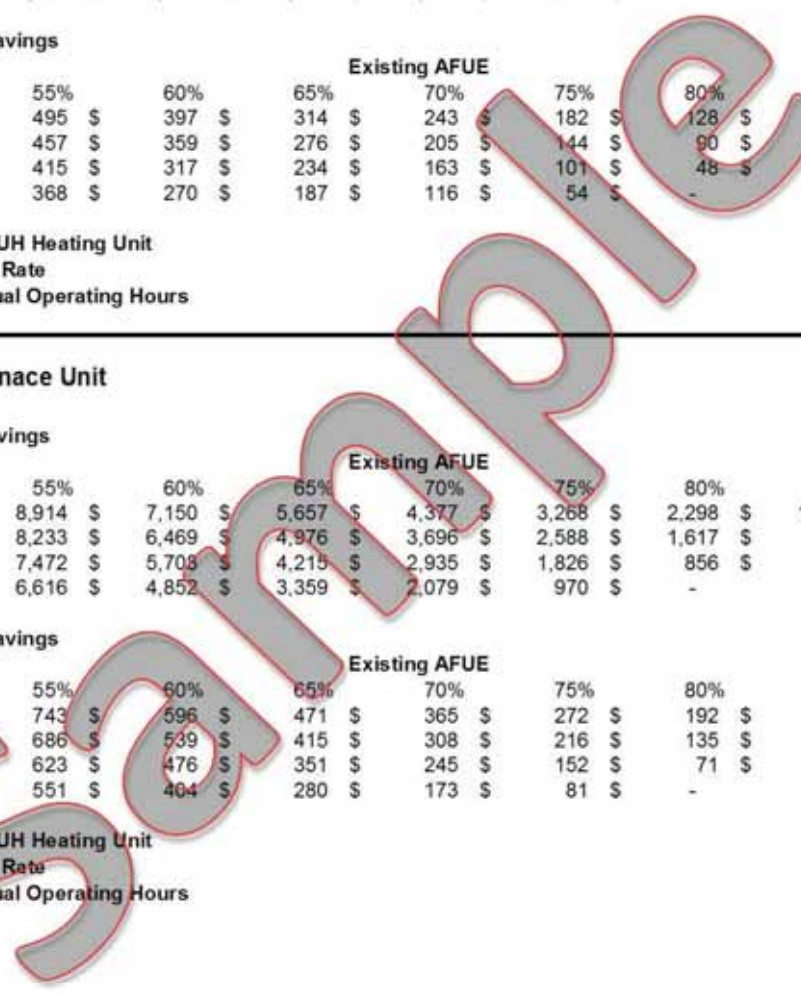 avings
Existing AFUE
55% 60% 65% 70% 75% 80%
495 $ 397 $ 314 $ 243 $ 182 $ 128 $
457 $ 359 $ 276 $ 205 $ 144 $ 90 $
415 $ 317 $ 234 $ 163 $ 101 $ 48 $
368 $ 270 $ 187 $ 116 $ 54 $ -
UH Heating Unit
Rate
ual Operating Hours
nace Unit
vings
Existing AFUE
55% 60% 65% 70% 75% 80%
8,914 $ 7,150 $ 5,657 $ 4,377 $ 3,268 $ 2,298 $
8,233 $ 6,469 $ 4,976 $ 3,696 $ 2,588 $ 1,617 $
7,472 $ 5,708 $ 4,215 $ 2,935 $ 1,826 $ 856 $
6,616 $ 4,852 $ 3,359 $ 2,079 $ 970 $ -
avings
Existing AFUE
55% 60% 65% 70% 75% 80%
743 $ 596 $ 471 $ 365 $ 272 $ 192 $
686 $ 539 $ 415 $ 308 $ 216 $ 135 $
623 $ 476 $ 351 $ 245 $ 152 $ 71 $
551 $ 404 $ 280 $ 173 $ 81 $ -
UH Heating Unit
Rate
ual Operating Hours
Sample